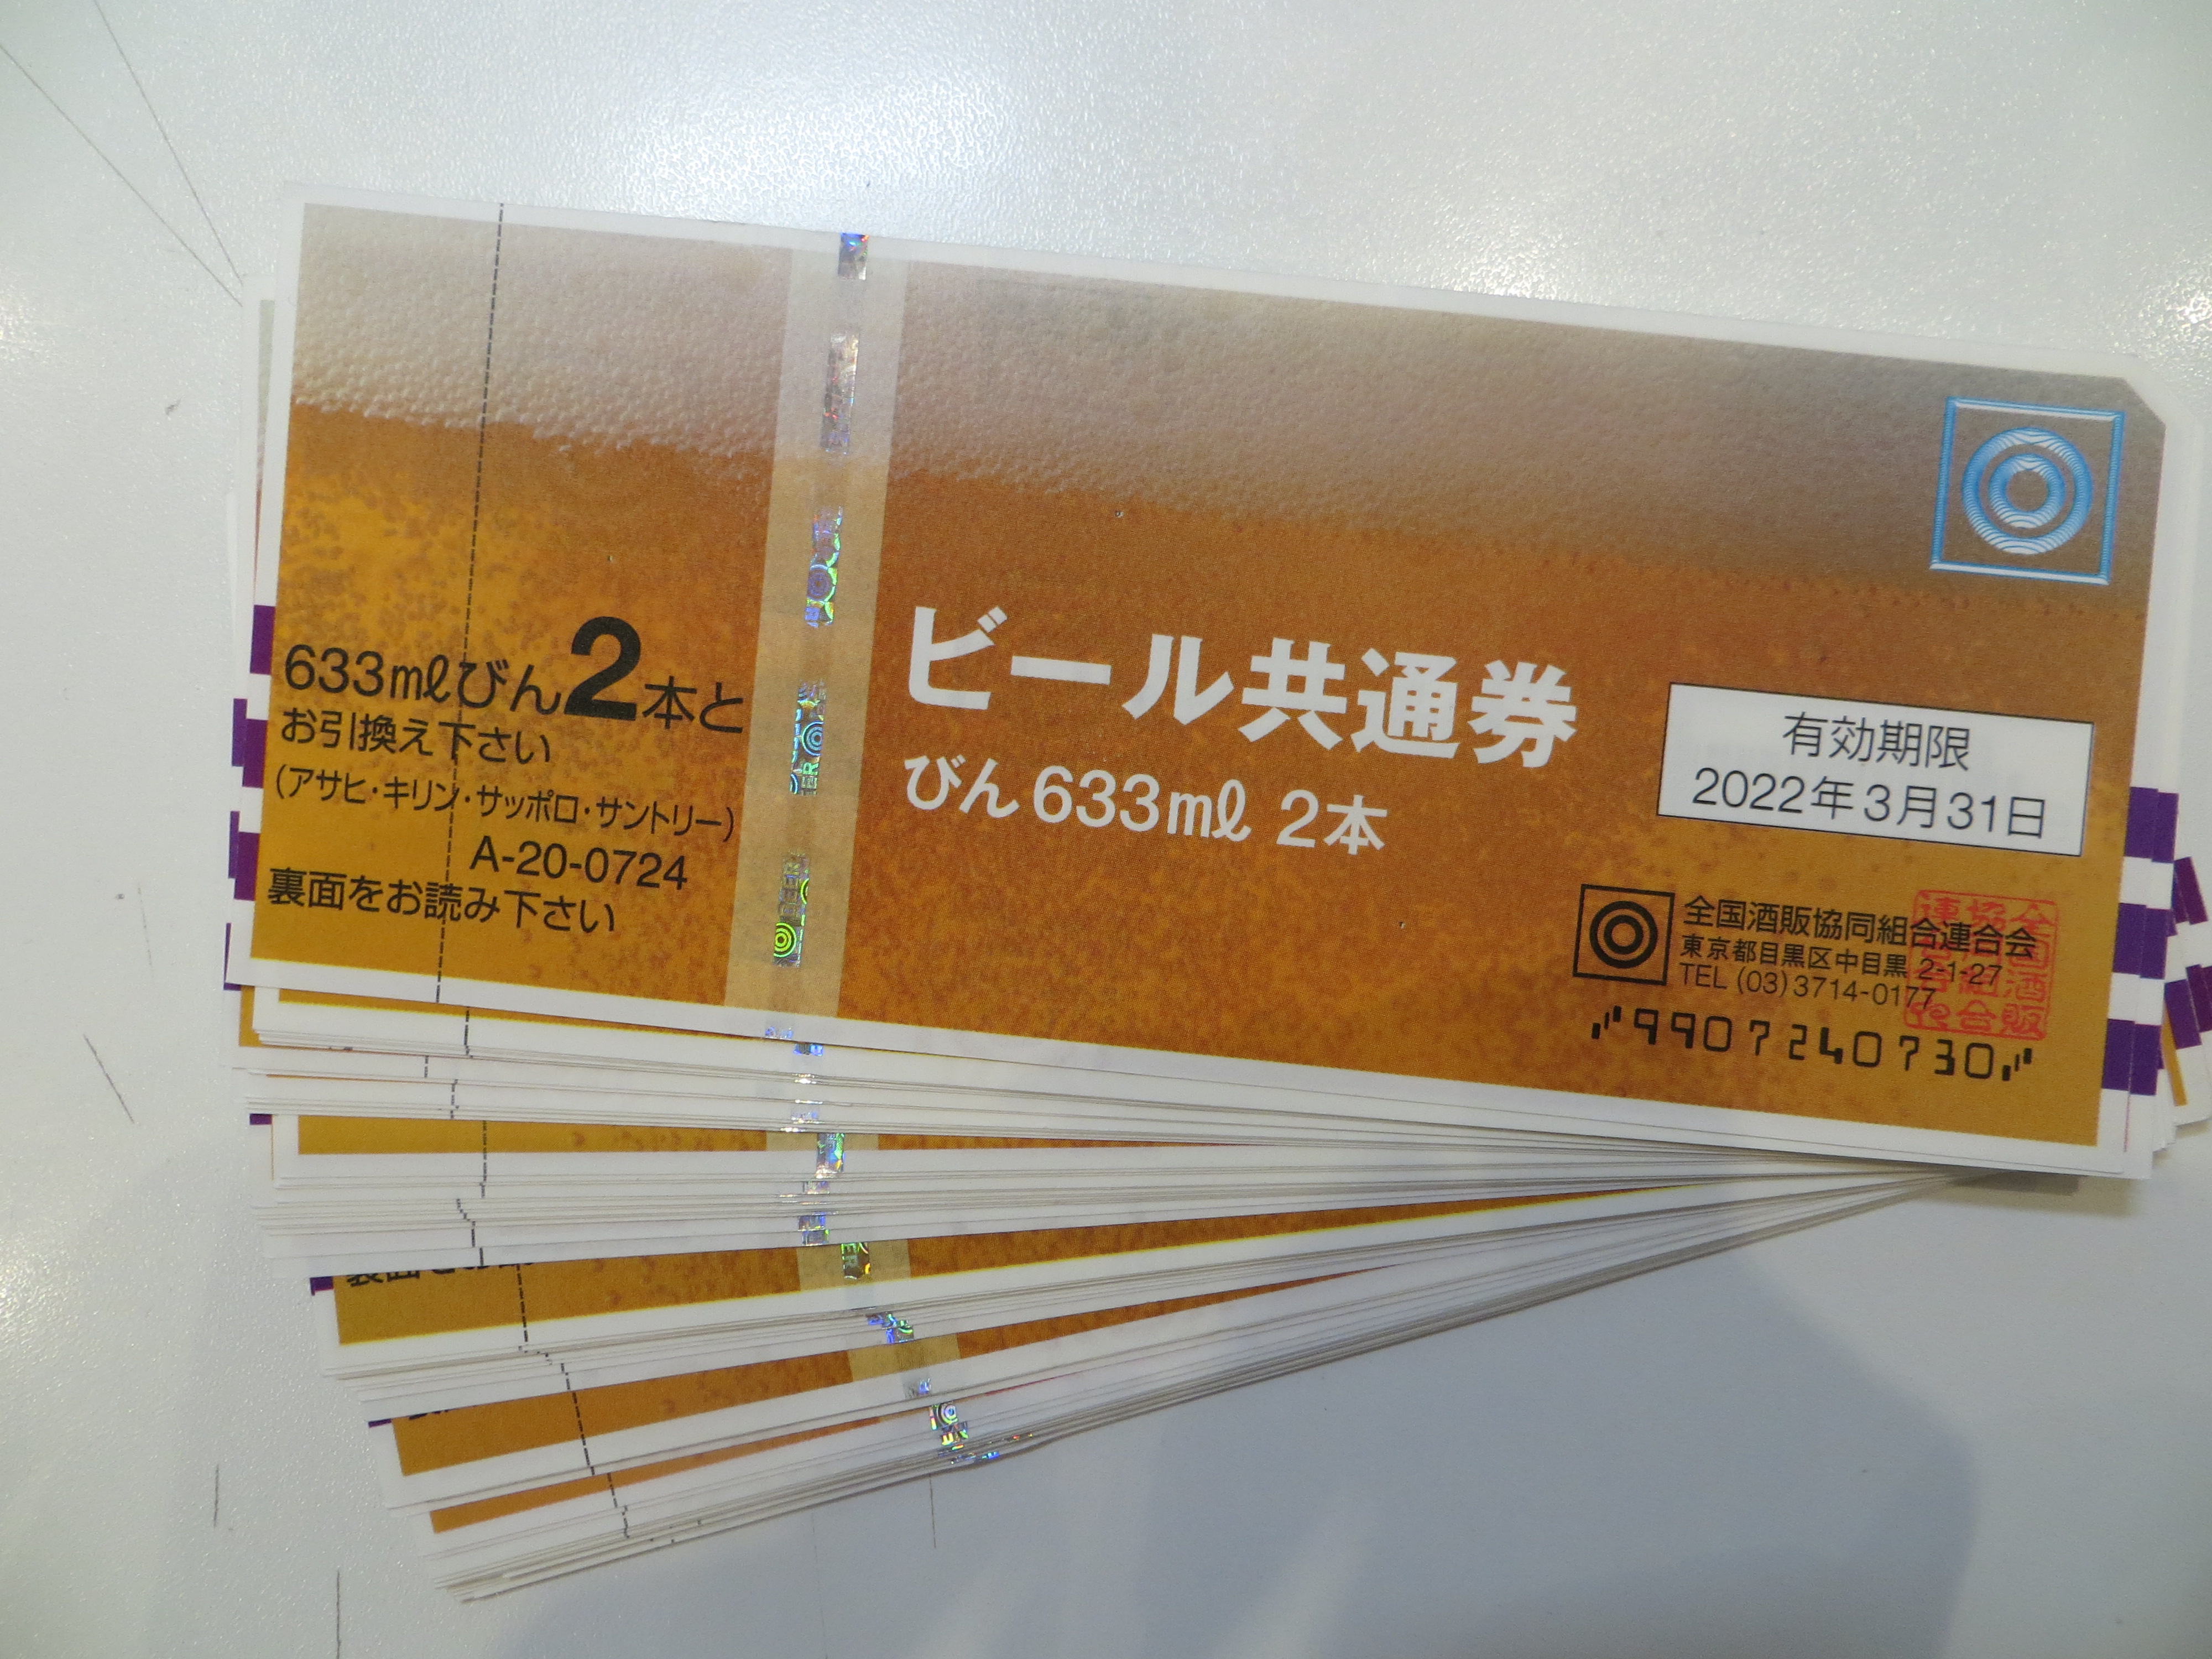 633mlびん2本と
お引換え下さい
(アサヒ・キリン・サッポロ・サントリー)
A-20-0724
裏面をお読み下さい
ビール共通券
びん633ml 2本
有効期限
2022年3月31日
全国酒販協同組合連合会
東京都目黒区中目黒 2-1-27
TEL (03)3714-0177
9907240730